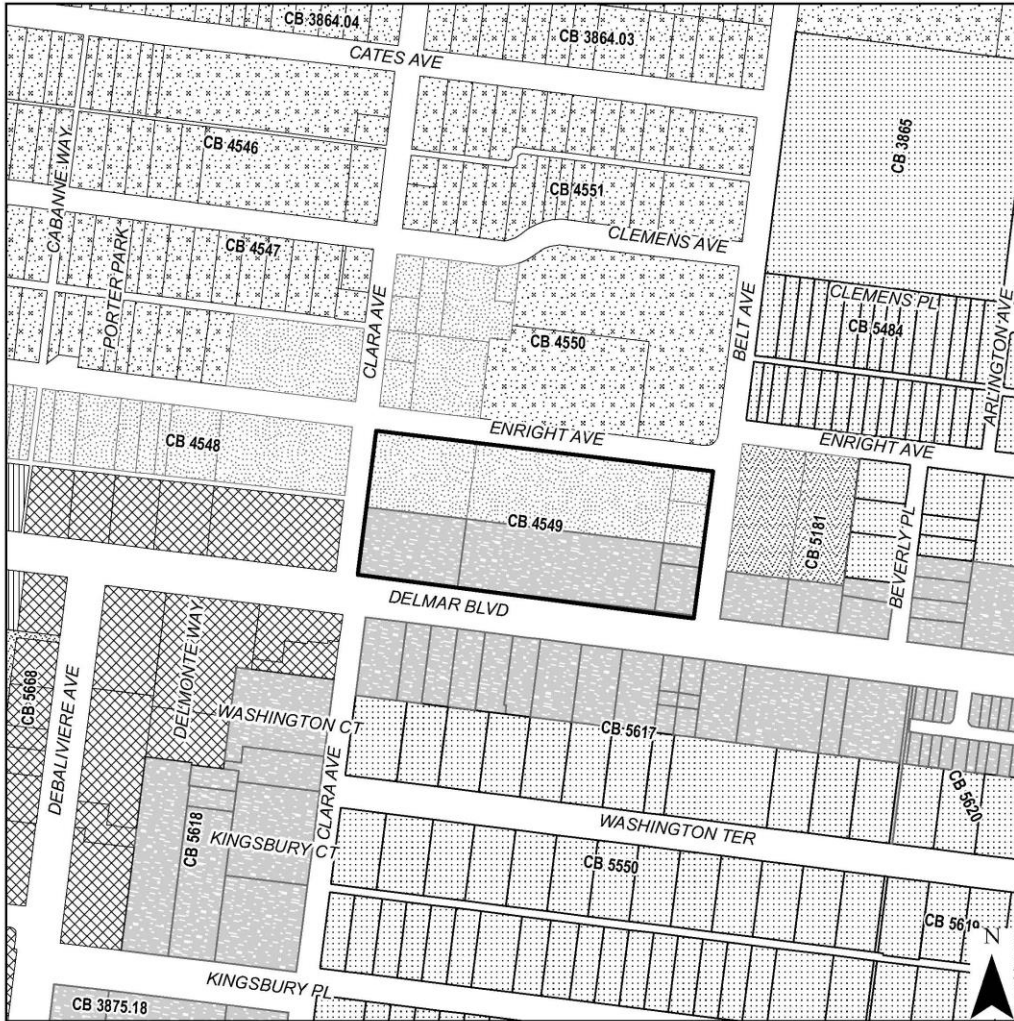 CB 3864.04
CB 3864.03
CATES AVE
CB 3865
CB 4546
CABANNE WAY
CB 4551
CLEMENS AVE
CB 4547
PORTER PARK
CLARA AVE
CB 4550
BELT AVE
CLEMENS PL
CB 5484
ARLINGTON AVE
ENRIGHT AVE
ENRIGHT AVE
CB 4548
CB 4549
CB 5181
BEVERLY PL
DELMAR BLVD
DELMONTE WAY
CB 5668
DEBALIVIERE AVE
WASHINGTON CT
CB 5617
CLARA AVE
CB 5620
WASHINGTON TER
CB 5618
KINGSBURY CT
CB 5550
CB 5619
N
KINGSBURY PL
CB 3875.18